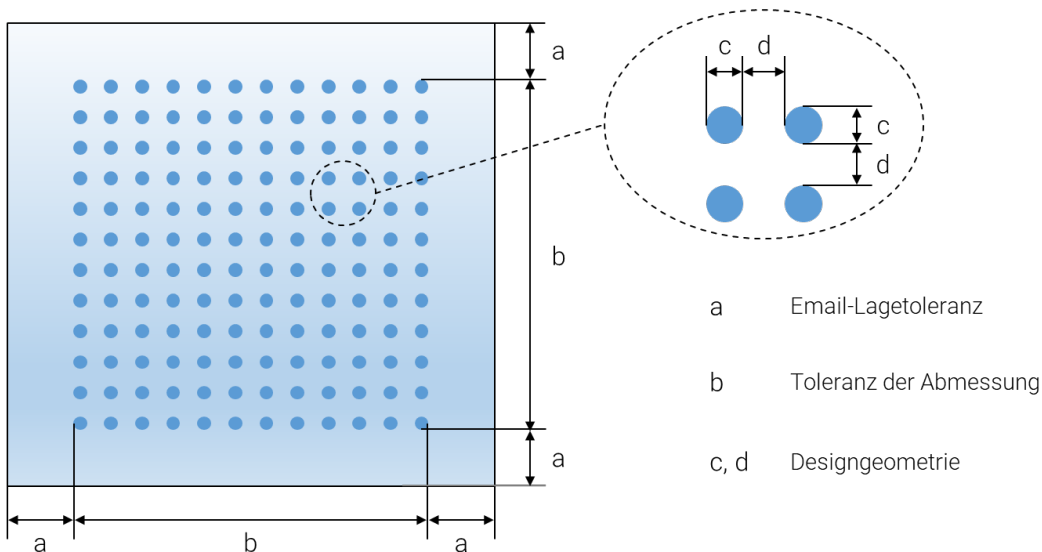 c d
a
c
d
b
a Email-Lagetoleranz
b Toleranz der Abmessung
a
c, d Designgeometrie
a b a